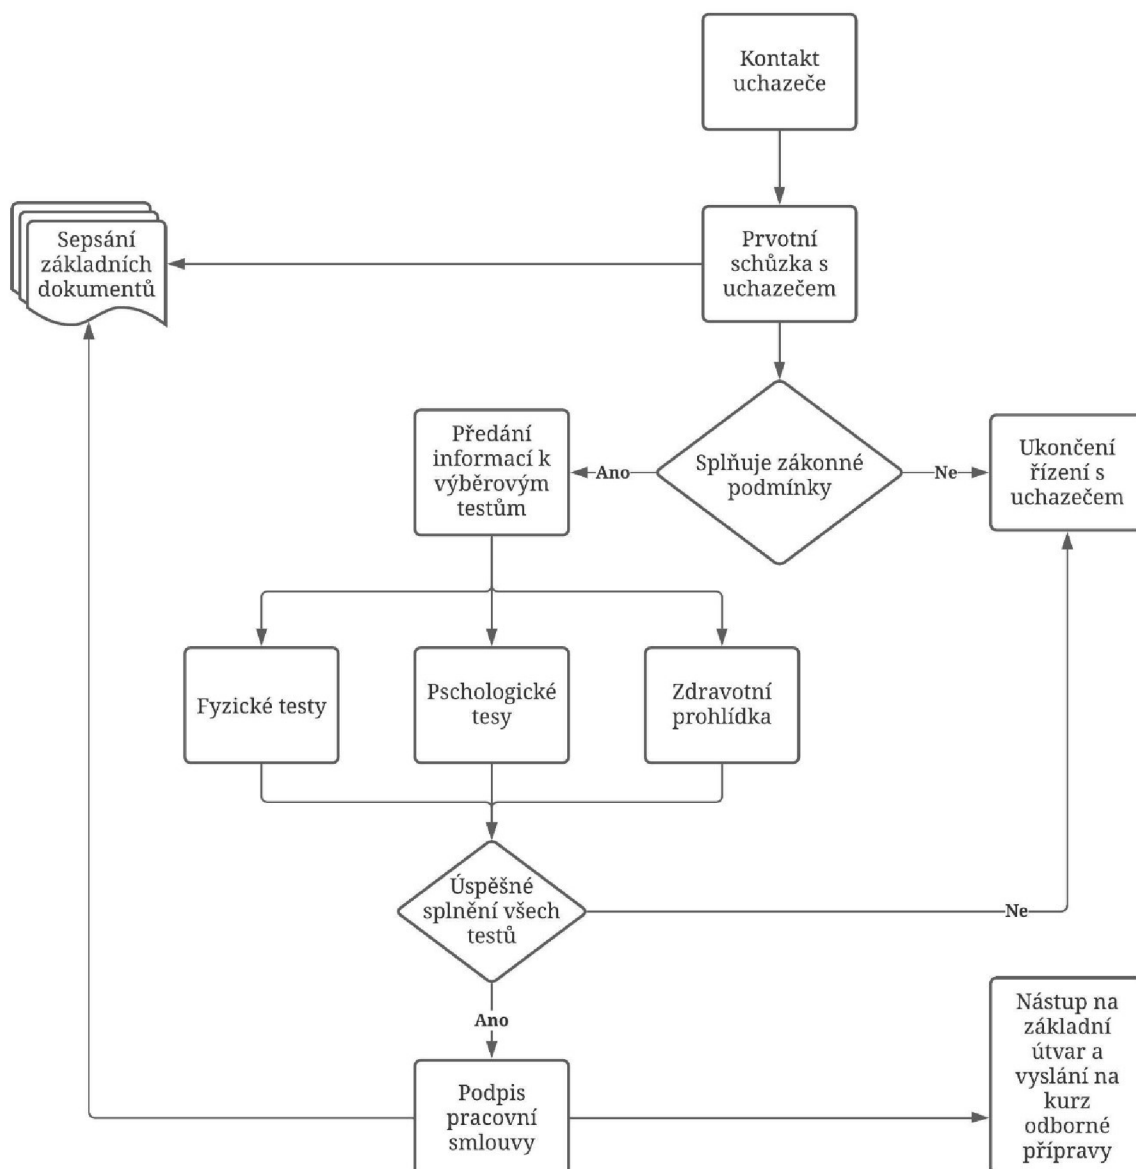 Kontakt
uchazeče
Sepsání
základních
dokumentů
Prvotní
schůzka s
uchazečem
Předání
informací k
výběrovým
testům
Ano
Splňuje zákonné
podmínky
Ne
Ukončení
řízení s
uchazečem
Fyzické testy
Pschologické
tesy
Zdravotní
prohlídka
Úspěšné
splnění všech
testů
Ne
Ano
Podpis
pracovní
smlouvy
Nástup na
základní
útvar a
vyslání na
kurz
odborné
přípravy